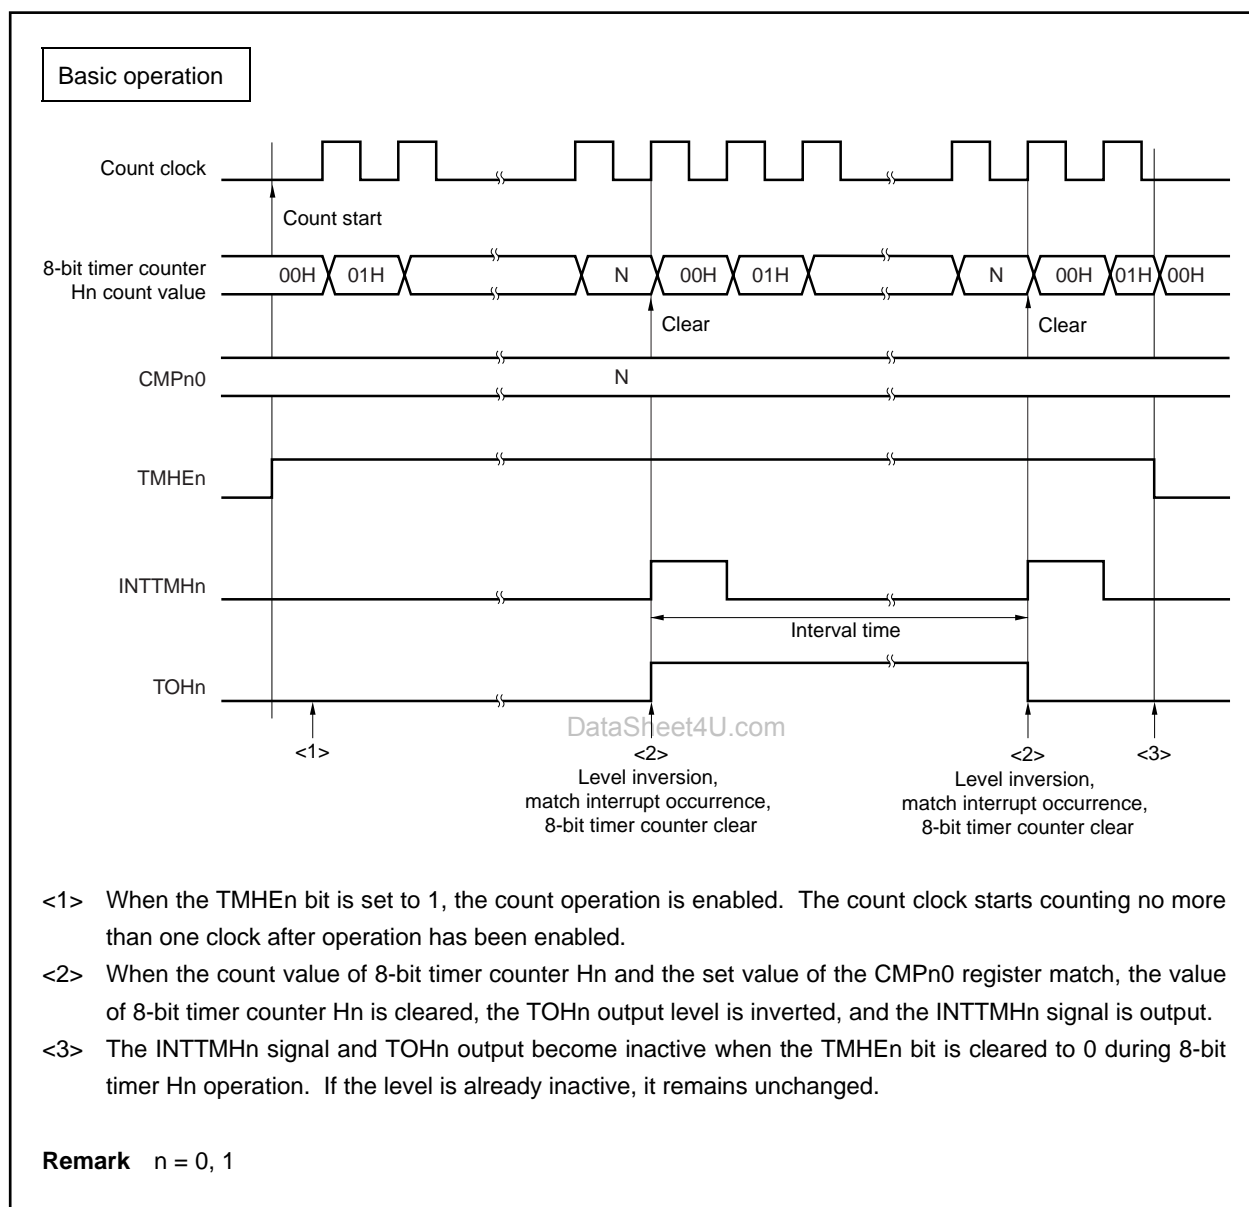 Basic operation
Count clock
Count start
8-bit timer counter
Hn count value
00H 01H N 00H 01H N 00H 01H 00H
Clear Clear
CMPn0 N
TMHEn
INTTMHn
Interval time
TOHn
DataSheet4U.com
<1> <2> <2> <3>
Level inversion, Level inversion,
match interrupt occurrence, match interrupt occurrence,
8-bit timer counter clear 8-bit timer counter clear
<1> When the TMHEn bit is set to 1, the count operation is enabled. The count clock starts counting no more
than one clock after operation has been enabled.
<2> When the count value of 8-bit timer counter Hn and the set value of the CMPn0 register match, the value
of 8-bit timer counter Hn is cleared, the TOHn output level is inverted, and the INTTMHn signal is output.
<3> The INTTMHn signal and TOHn output become inactive when the TMHEn bit is cleared to 0 during 8-bit
timer Hn operation. If the level is already inactive, it remains unchanged.
Remark n = 0, 1